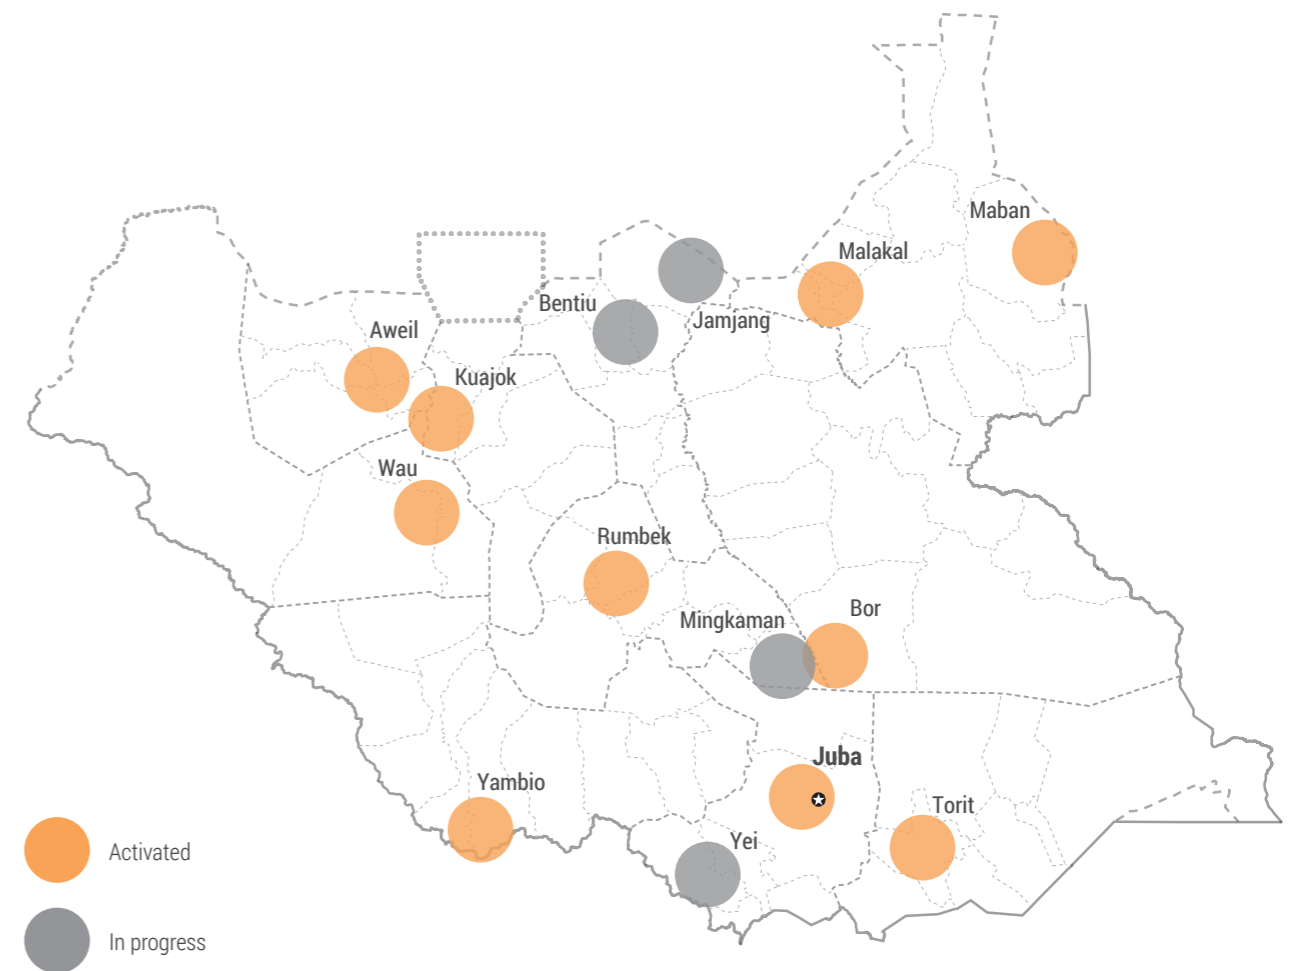 Maban
Malakal
Bentiu
Jamjang
Aweil
Kuajok
Wau
Rumbek
Mingkaman
Bor
Juba
Yambio
Torit
Yei
Activated
In progress